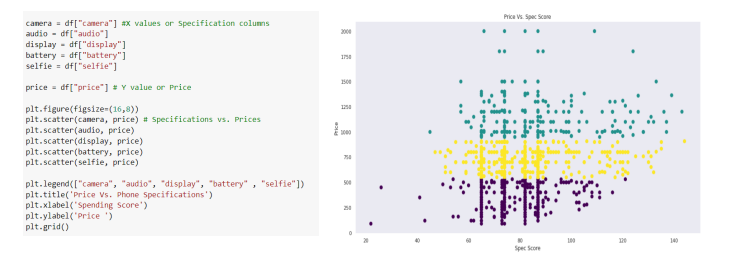 camera = df["camera"] #X values or Specification columns
audio = df["audio"]
display = df["display"]
battery = df["battery"]
selfie = df["selfie"]
price = df["price"] # Y value or Price
plt.figure(figsize=(16,8))
plt.scatter(camera, price) # Specifications vs. Prices
plt.scatter(audio, price)
plt.scatter(display, price)
plt.scatter(battery, price)
plt.scatter(selfie, price)
plt.legend(["camera", "audio", "display", "battery" , "selfie"])
plt.title('Price Vs. Phone Specifications')
plt.xlabel('Spending Score')
plt.ylabel('Price ')
plt.grid()
Price Vs. Spec Score
Price
2000
1750
1500
1250
1000
750
500
250
0
20
40
60
80
100
120
140
Spec Score